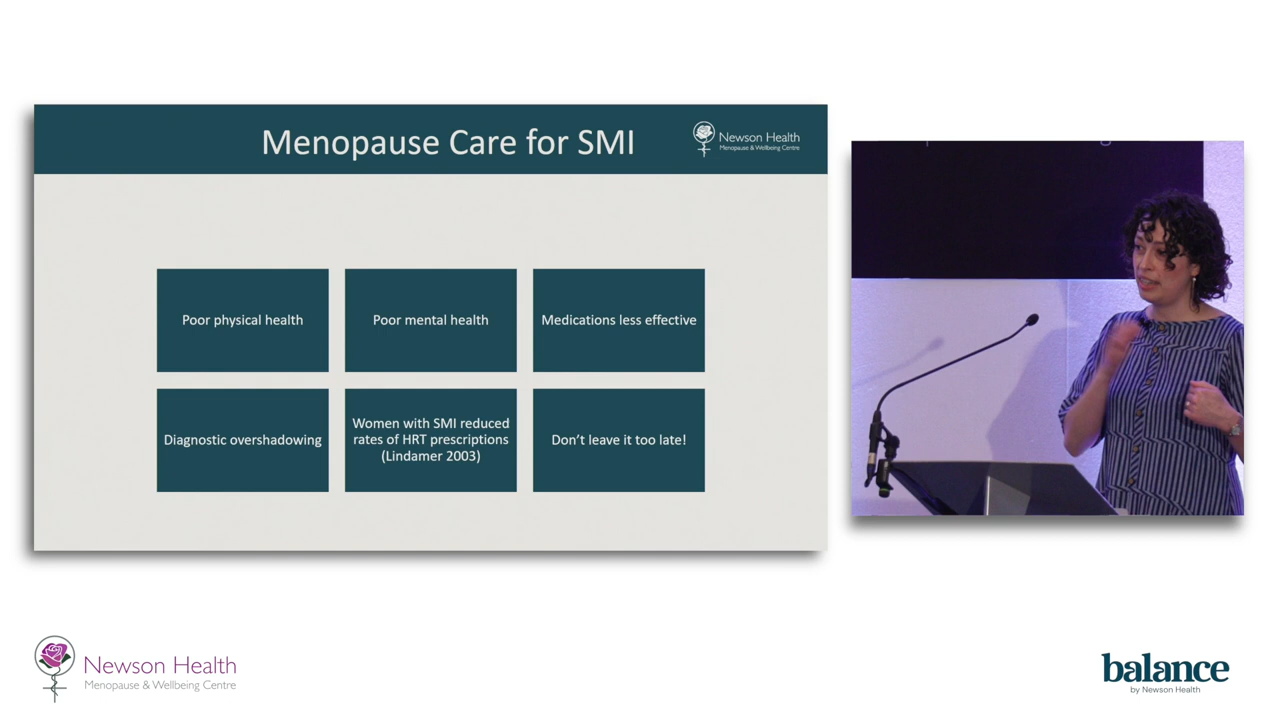 Menopause Care for SMI
Newson Health
Menopause & Wellbeing Centre
Poor physical health
Poor mental health
Medications less effective
Diagnostic overshadowing
Women with SMI reduced
rates of HRT prescriptions
(Lindamer 2003)
Don't leave it too late!
Newson Health
Menopause & Wellbeing Centre
balance
by Newson Health